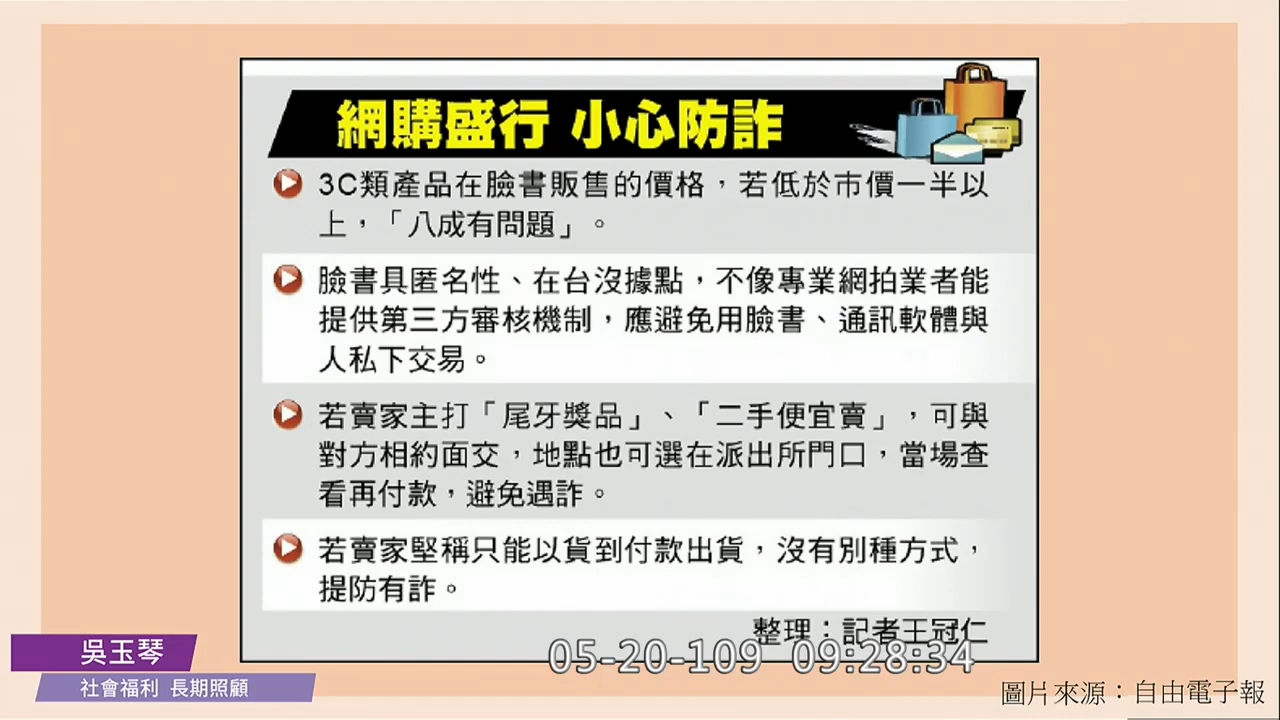 網購盛行 小心防詐
3C類產品在臉書販售的價格，若低於市價一半以
上，「八成有問題」。
臉書具匿名性、在台沒據點，不像專業網拍業者能
提供第三方審核機制，應避免用臉書、通訊軟體與
人私下交易。
若賣家主打「尾牙獎品」、「二手便宜賣」，可與
對方相約面交，地點也可選在派出所門口，當場查
看再付款，避免遇詐。
若賣家堅稱只能以貨到付款出貨，沒有別種方式，
提防有詐。
整理：記者王冠仁
05-20-109 09:28:34
吳玉琴
社會福利 長期照顧
圖片來源：自由電子報